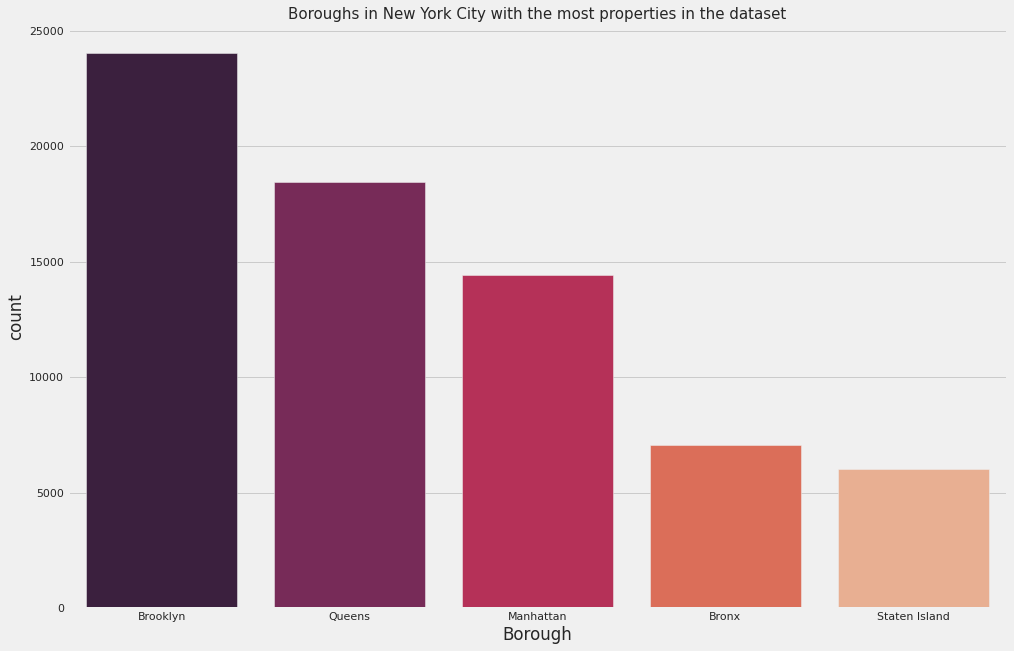 Boroughs in New York City with the most properties in the dataset
25000
20000
15000
10000
5000
0
count
Brooklyn
Queens
Manhattan
Bronx
Staten Island
Borough